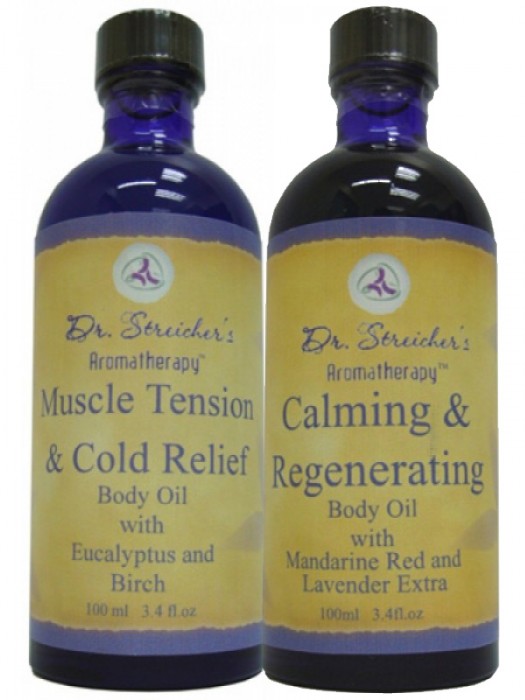 Dr. Streicher's
Aromatherapy™
Muscle Tension
& Cold Relief
Body Oil
with
Eucalyptus and
Birch
100 ml 3.4 fl.oz
Dr. Streicher's
Aromatherapy™
Calming &
Regenerating
Body Oil
with
Mandarine Red and
Lavender Extra
100ml 3.4fl.oz